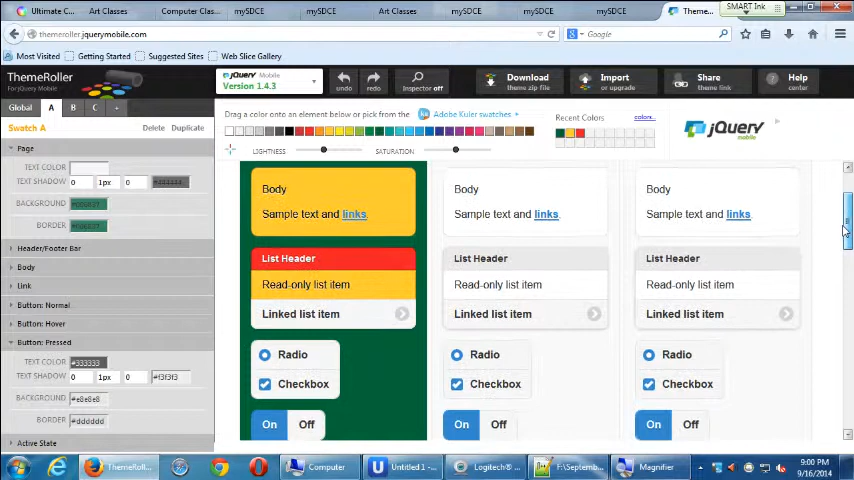 Ultimate C...
Art Classes
Computer Class...
mySDCE
mySDCE
Art Classes
mySDCE
mySDCE
mySDCE
Theme...
SMART Ink
themeroller.jquerymobile.com
Google
Most Visited
Getting Started
Suggested Sites
Web Slice Gallery
ThemeRoller
For jQuery Mobile
jQuery Mobile
Version 1.4.3
undo
redo
Inspector off
Download
theme zip file
Import
or upgrade
Share
theme link
Help
center
Global
A
B
C
+
Drag a color onto an element below or pick from the
Adobe Kuler swatches
Recent Colors
colors...
jQuery
LIGHTNESS
SATURATION
Swatch A
Delete
Duplicate
Page
TEXT COLOR
TEXT SHADOW
0
1px
0
BACKGROUND
BORDER
Header/Footer Bar
Body
Link
Button: Normal
Button: Hover
Button: Pressed
TEXT COLOR
#333333
TEXT SHADOW
0
1px
0
#f3f3f3
BACKGROUND
#e8e8e8
BORDER
#dddddd
Active State
Body
Sample text and links.
List Header
Read-only list item
Linked list item
Radio
Checkbox
On
Off
Body
Sample text and links.
List Header
Read-only list item
Linked list item
Radio
Checkbox
On
Off
Body
Sample text and links.
List Header
Read-only list item
Linked list item
Radio
Checkbox
On
Off
ThemeRoll...
Computer
Untitled 1 -...
Logitech® ...
F:\Septemb...
Magnifier
9:00 PM
9/16/2014